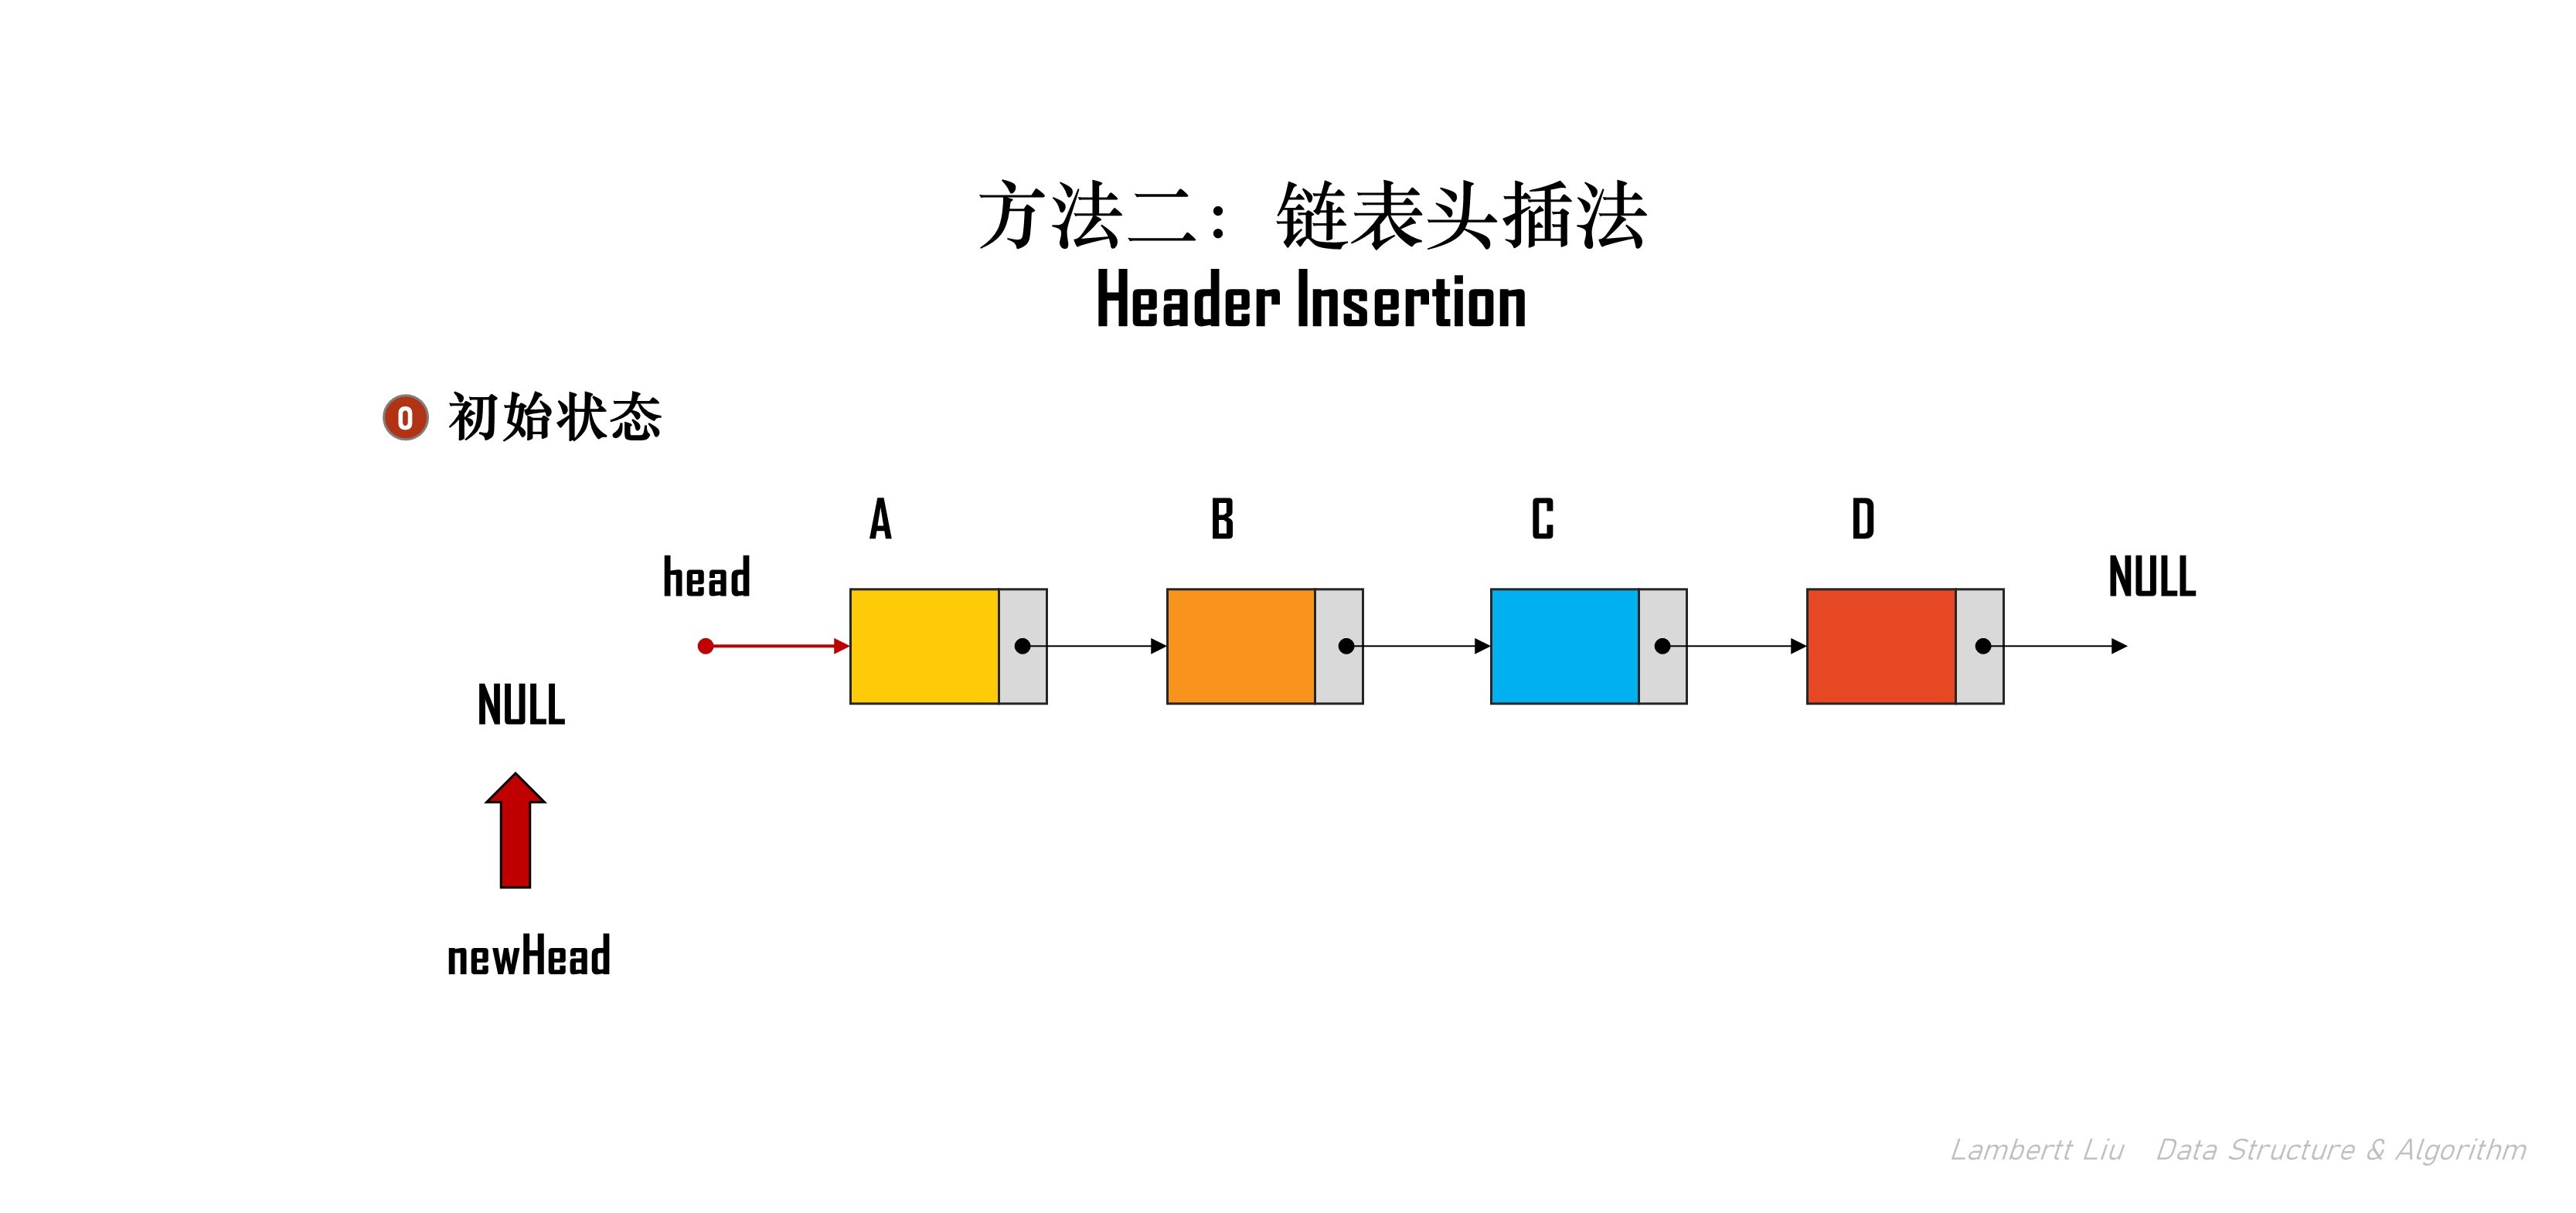 方法二：链表头插法
Header Insertion
0 初始状态
A B C D
head
NULL
NULL
newHead
Lambertt Liu Data Structure & Algorithm